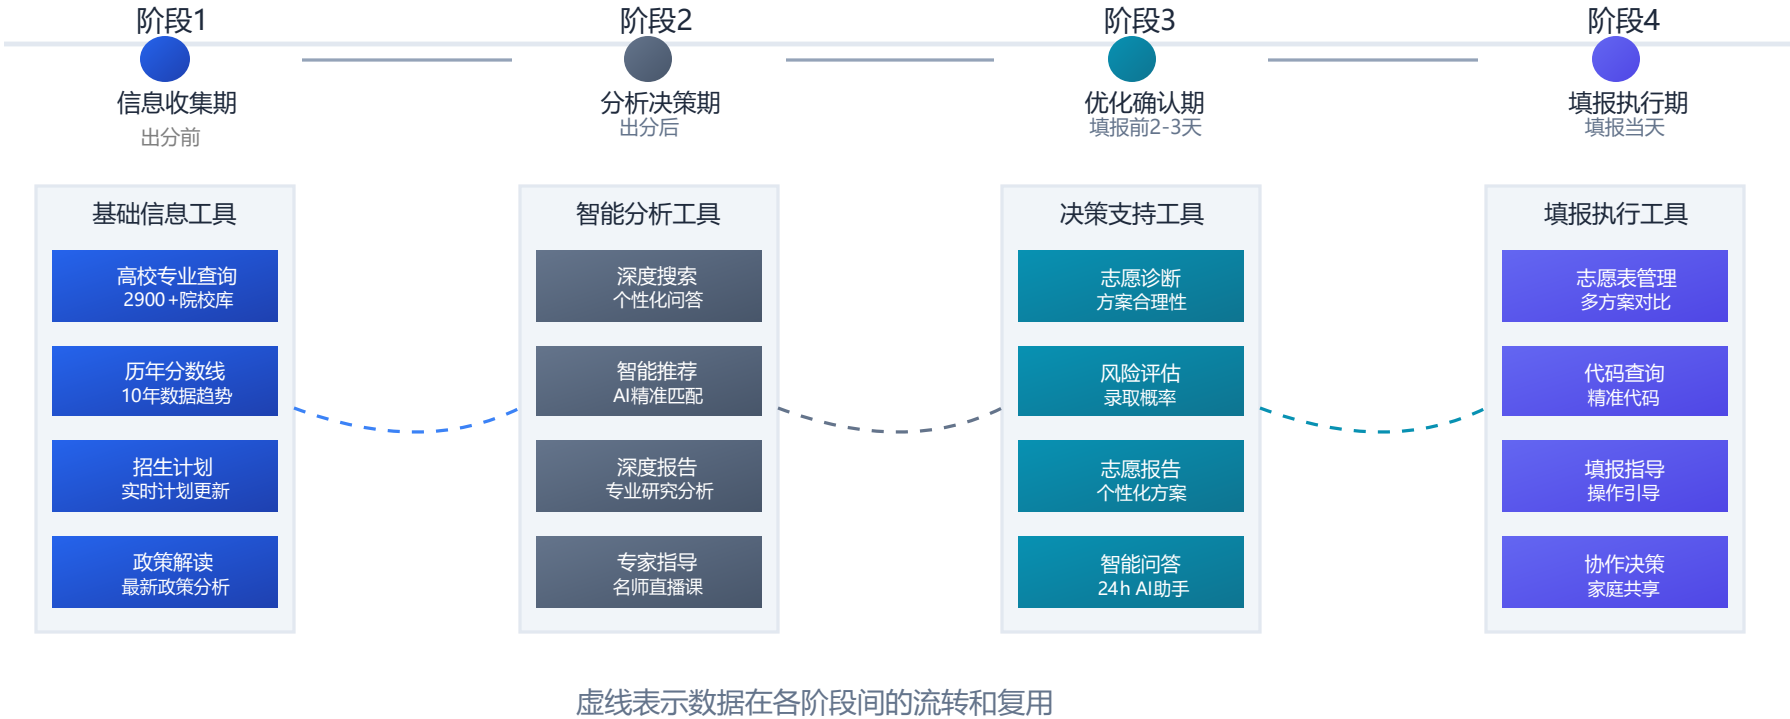 阶段1
阶段2
阶段3
阶段4
信息收集期
出分前
分析决策期
出分后
优化确认期
填报前2-3天
填报执行期
填报当天
基础信息工具
高校专业查询
2900+院校库
历年分数线
10年数据趋势
招生计划
实时计划更新
政策解读
最新政策分析
智能分析工具
深度搜索
个性化问答
智能推荐
AI精准匹配
深度报告
专业研究分析
专家指导
名师直播课
决策支持工具
志愿诊断
方案合理性
风险评估
录取概率
志愿报告
个性化方案
智能问答
24h AI助手
填报执行工具
志愿表管理
多方案对比
代码查询
精准代码
填报指导
操作引导
协作决策
家庭共享
虚线表示数据在各阶段间的流转和复用